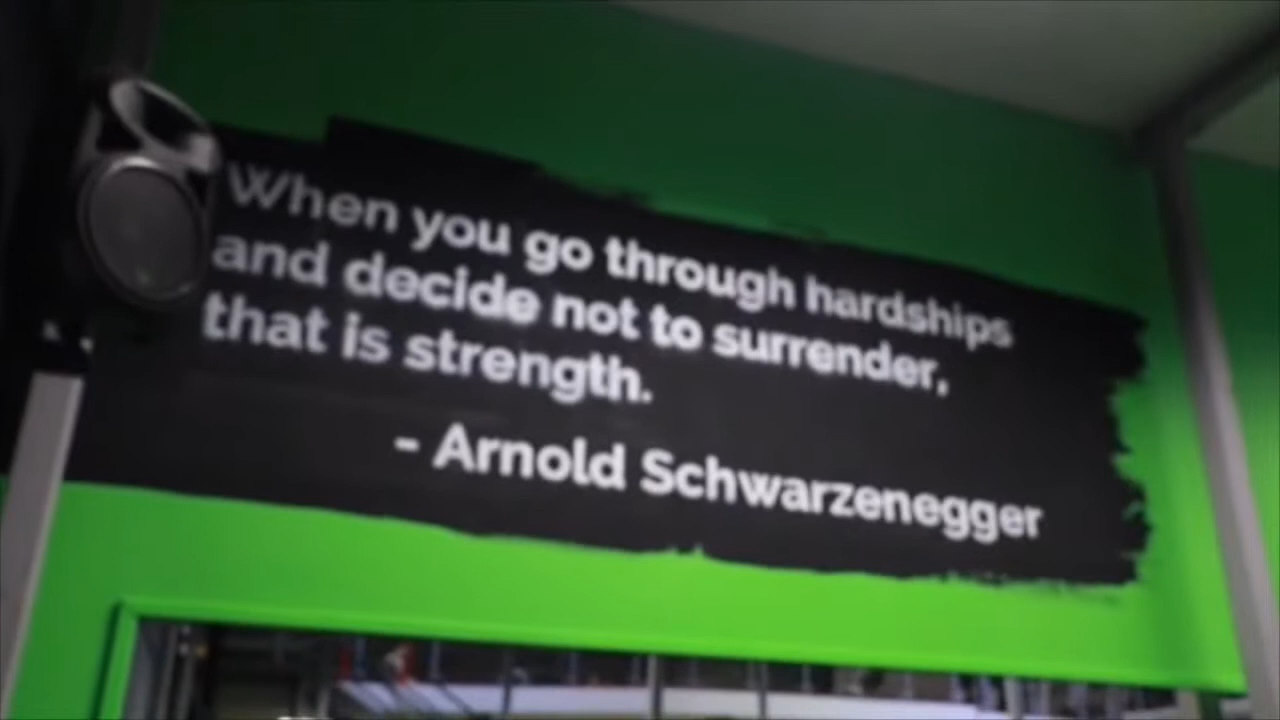 When you go through hardships
and decide not to surrender,
that is strength.
- Arnold Schwarzenegger